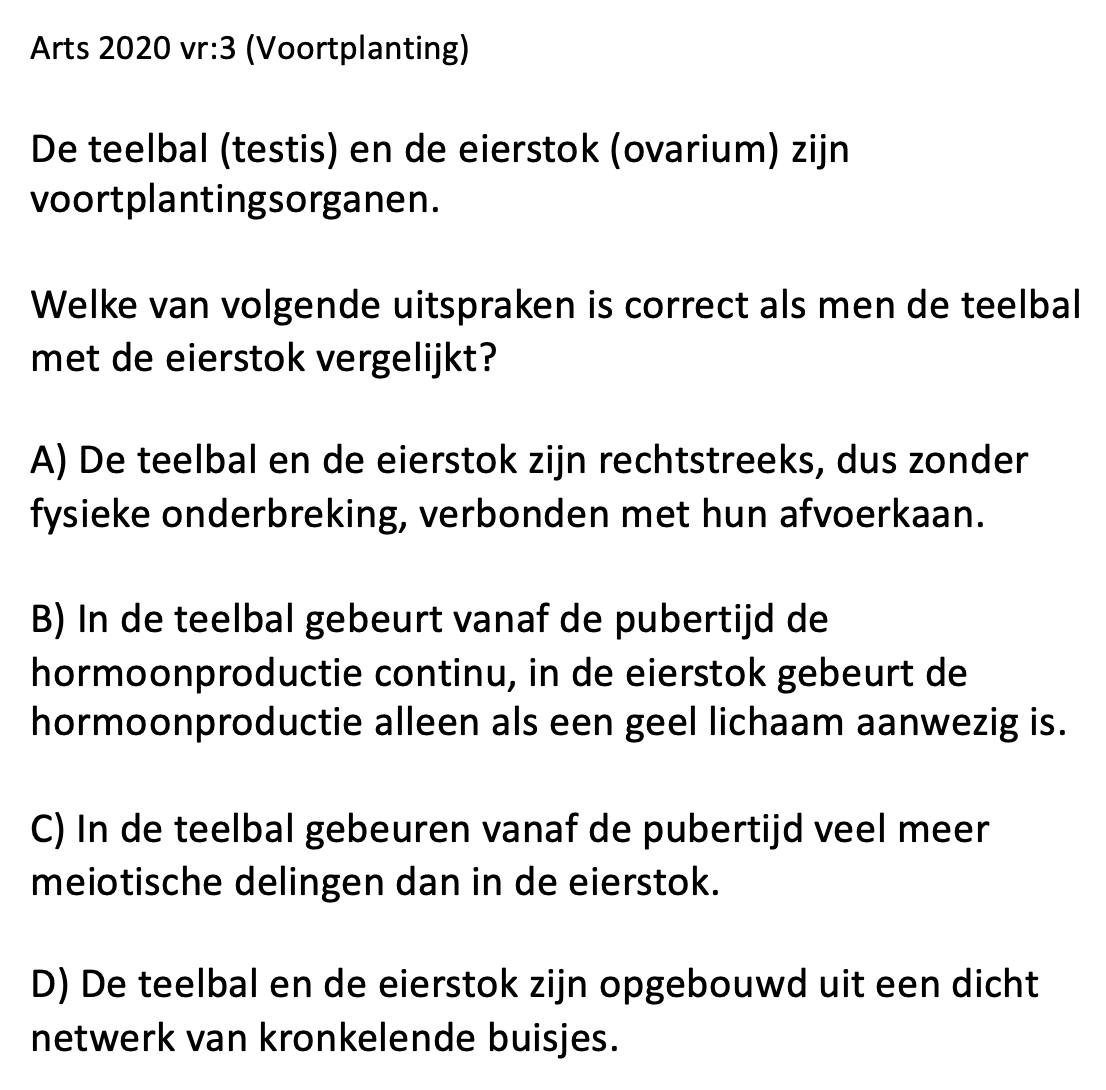 Arts 2020 vr:3 (Voortplanting)
De teelbal (testis) en de eierstok (ovarium) zijn
voortplantingsorganen.
Welke van volgende uitspraken is correct als men de teelbal
met de eierstok vergelijkt?
A) De teelbal en de eierstok zijn rechtstreeks, dus zonder
fysieke onderbreking, verbonden met hun afvoerkaan.
B) In de teelbal gebeurt vanaf de pubertijd de
hormoonproductie continu, in de eierstok gebeurt de
hormoonproductie alleen als een geel lichaam aanwezig is.
C) In de teelbal gebeuren vanaf de pubertijd veel meer
meiotische delingen dan in de eierstok.
D) De teelbal en de eierstok zijn opgebouwd uit een dicht
netwerk van kronkelende buisjes.